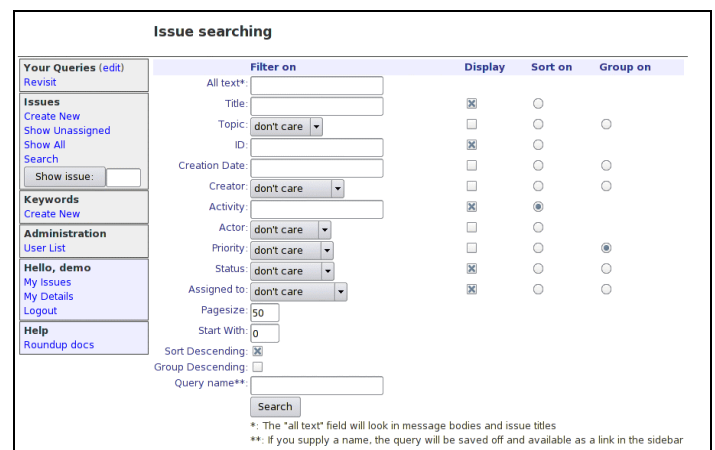 Issue searching
Your Queries (edit)
Revisit
Issues
Create New
Show Unassigned
Show All
Search
Show issue:
Keywords
Create New
Administration
User List
Hello, demo
My Issues
My Details
Logout
Help
Roundup docs
Filter on Display Sort on Group on
All text*:
Title:
Topic: don't care
ID:
Creation Date:
Creator: don't care
Activity:
Actor: don't care
Priority: don't care
Status: don't care
Assigned to: don't care
Pagesize: 50
Start With: 0
Sort Descending:
Group Descending:
Query name**:
Search
*: The "all text" field will look in message bodies and issue titles
**: If you supply a name, the query will be saved off and available as a link in the sidebar